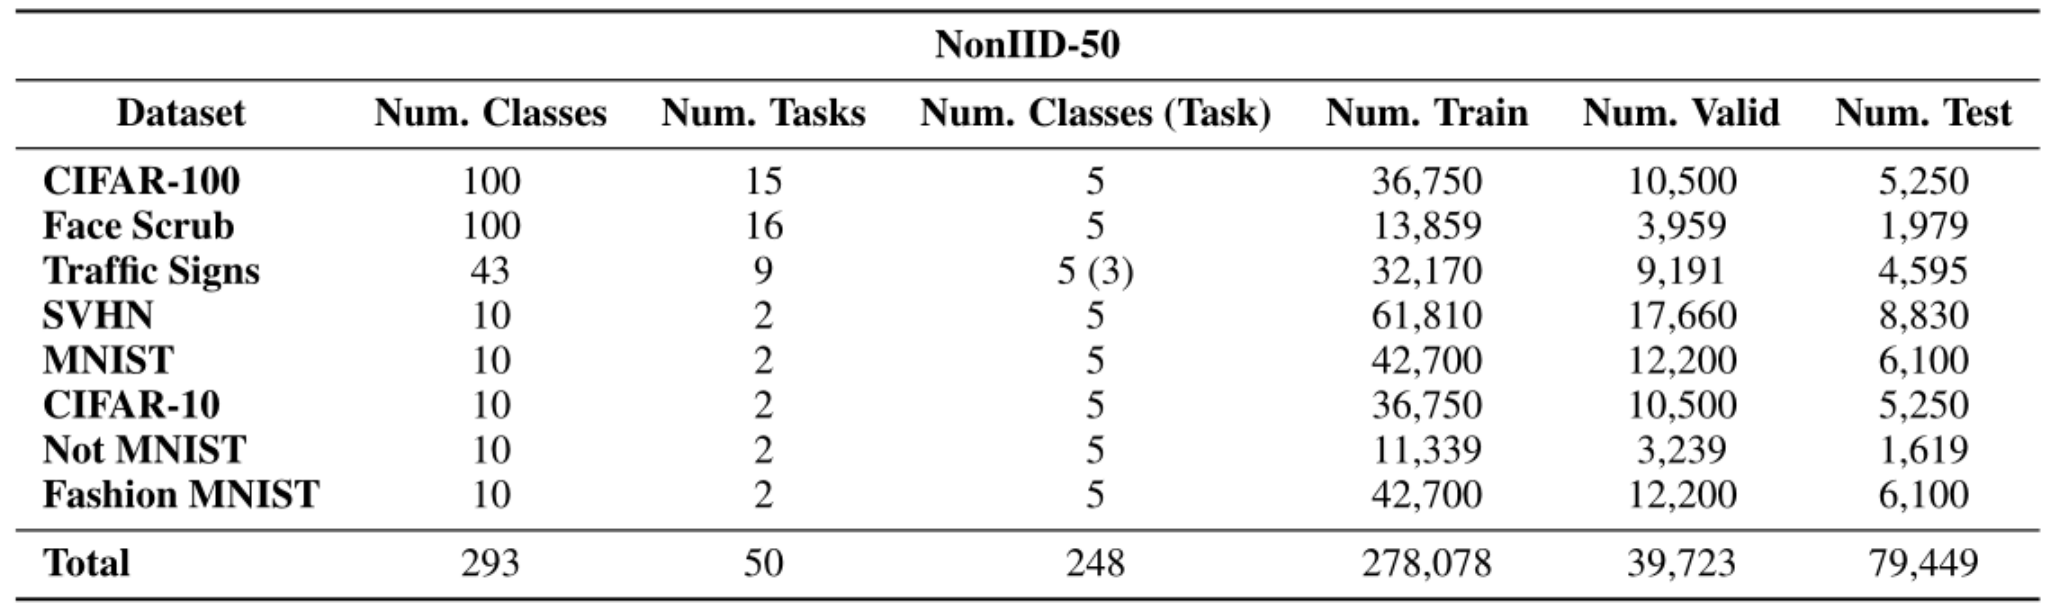 NonIID-50
Dataset Num. Classes Num. Tasks Num. Classes (Task) Num. Train Num. Valid Num. Test
CIFAR-100 100 15 5 36,750 10,500 5,250
Face Scrub 100 16 5 13,859 3,959 1,979
Traffic Signs 43 9 5 (3) 32,170 9,191 4,595
SVHN 10 2 5 61,810 17,660 8,830
MNIST 10 2 5 42,700 12,200 6,100
CIFAR-10 10 2 5 36,750 10,500 5,250
Not MNIST 10 2 5 11,339 3,239 1,619
Fashion MNIST 10 2 5 42,700 12,200 6,100
Total 293 50 248 278,078 39,723 79,449